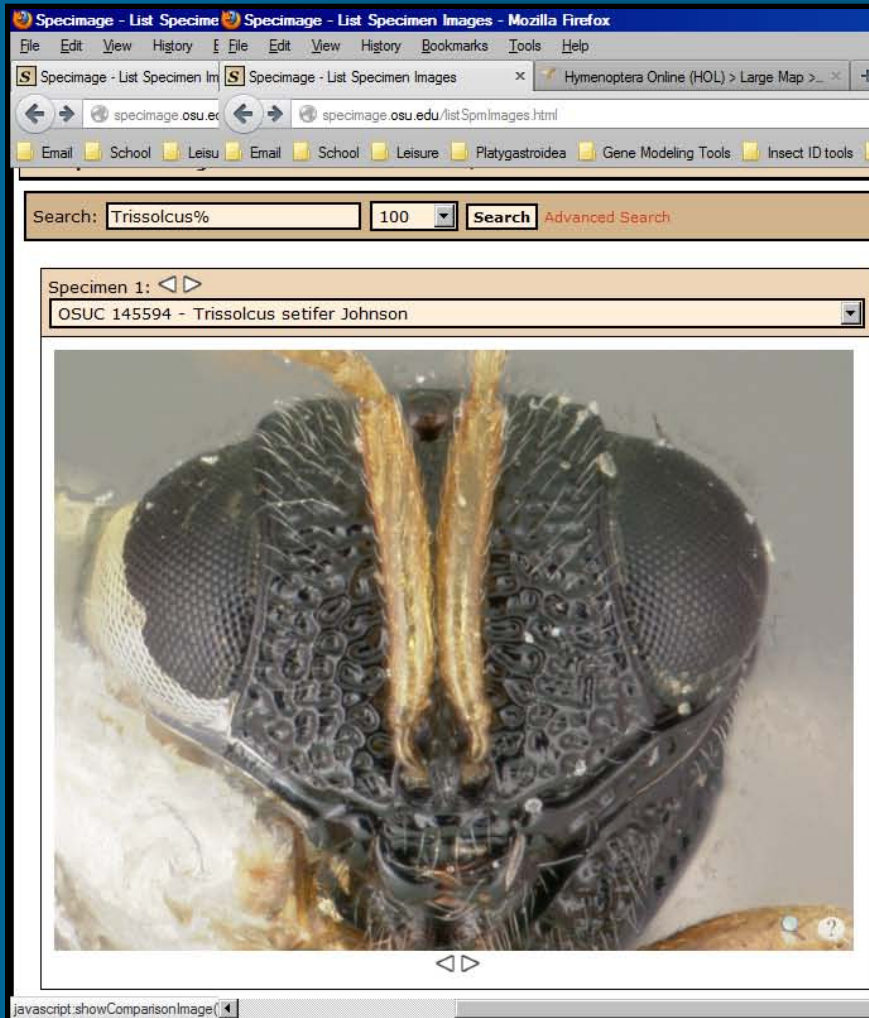 Specimage - List Specime
Specimage - List Specimen Images - Mozilla Firefox
File Edit View History E
File Edit View History Bookmarks Tools Help
S Specimage - List Specimen Im
S Specimage - List Specimen Images ×
Hymenoptera Online (HOL) > Large Map >... × +
specimage.osu.ed
specimage.osu.edu/listSpmImages.html
Email School Leisu
Email School Leisure Platygastroidea Gene Modeling Tools Insect ID tools
Search: Trissolcus% 100 Search Advanced Search
Specimen 1:
OSUC 145594 - Trissolcus setifer Johnson
?
javascript:showComparisonImage(